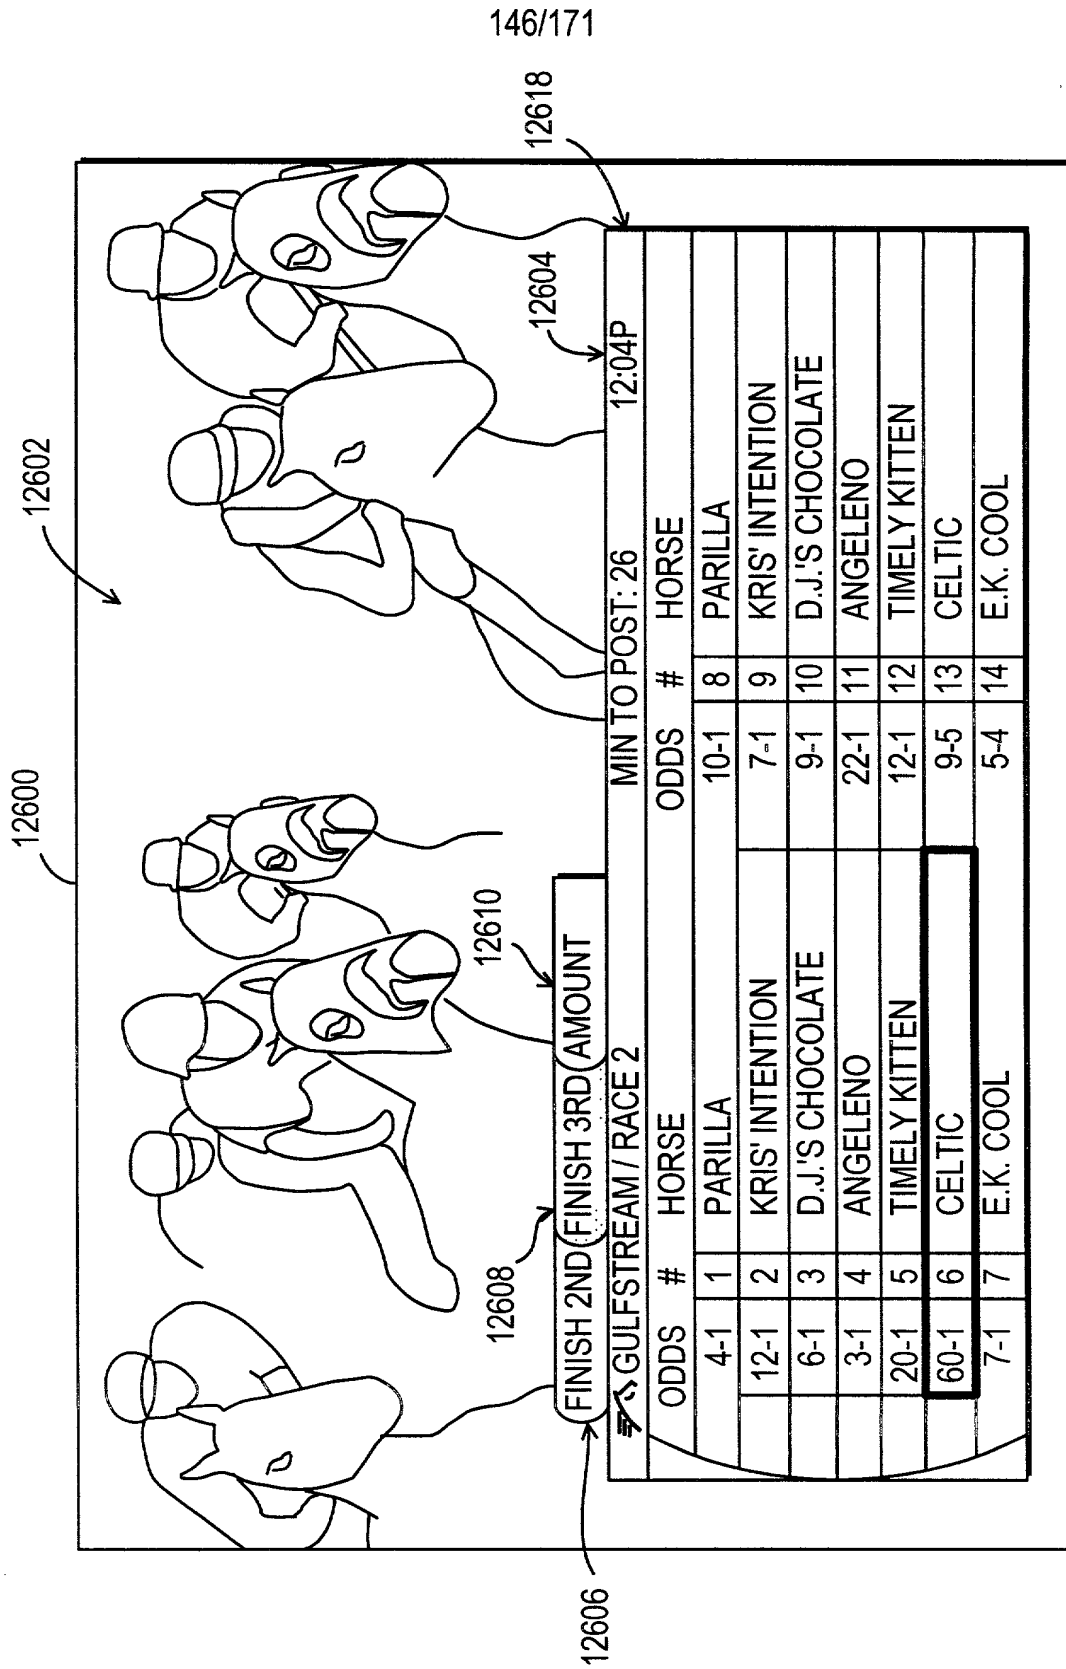 146/171
12600
12602
12618
12604
12610
12608
12606
FINISH 2ND FINISH 3RD AMOUNT
GULFSTREAM / RACE 2 MIN TO POST: 26 12:04P
ODDS # HORSE ODDS # HORSE
4-1 1 PARILLA 10-1 8 PARILLA
12-1 2 KRIS' INTENTION 7-1 9 KRIS' INTENTION
6-1 3 D.J.'S CHOCOLATE 9-1 10 D.J.'S CHOCOLATE
3-1 4 ANGELENO 22-1 11 ANGELENO
20-1 5 TIMELY KITTEN 12-1 12 TIMELY KITTEN
60-1 6 CELTIC 9-5 13 CELTIC
7-1 7 E.K. COOL 5-4 14 E.K. COOL